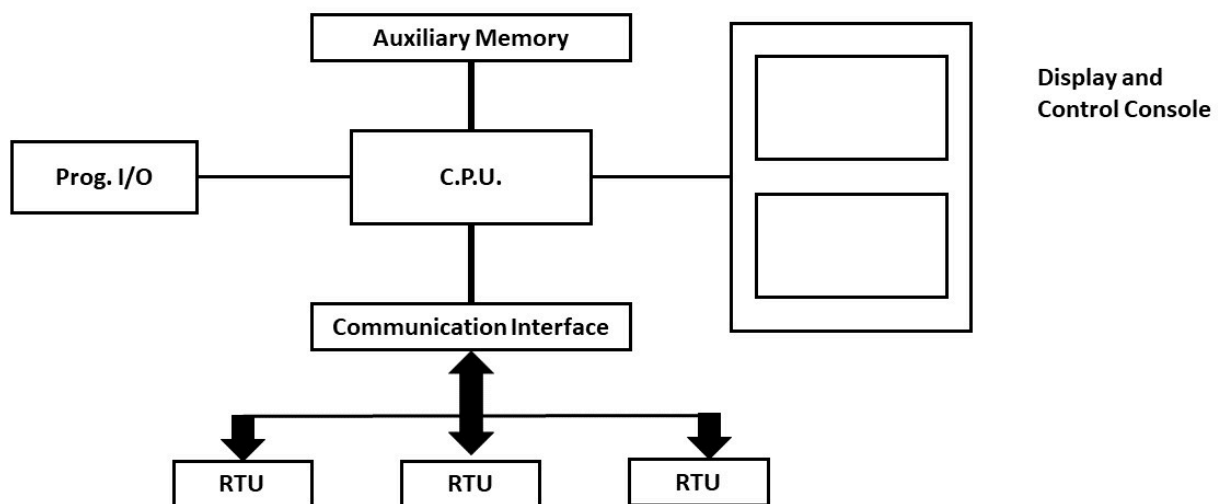 Auxiliary Memory
Display and
Control Console
Prog. I/O
C.P.U.
Communication Interface
RTU
RTU
RTU